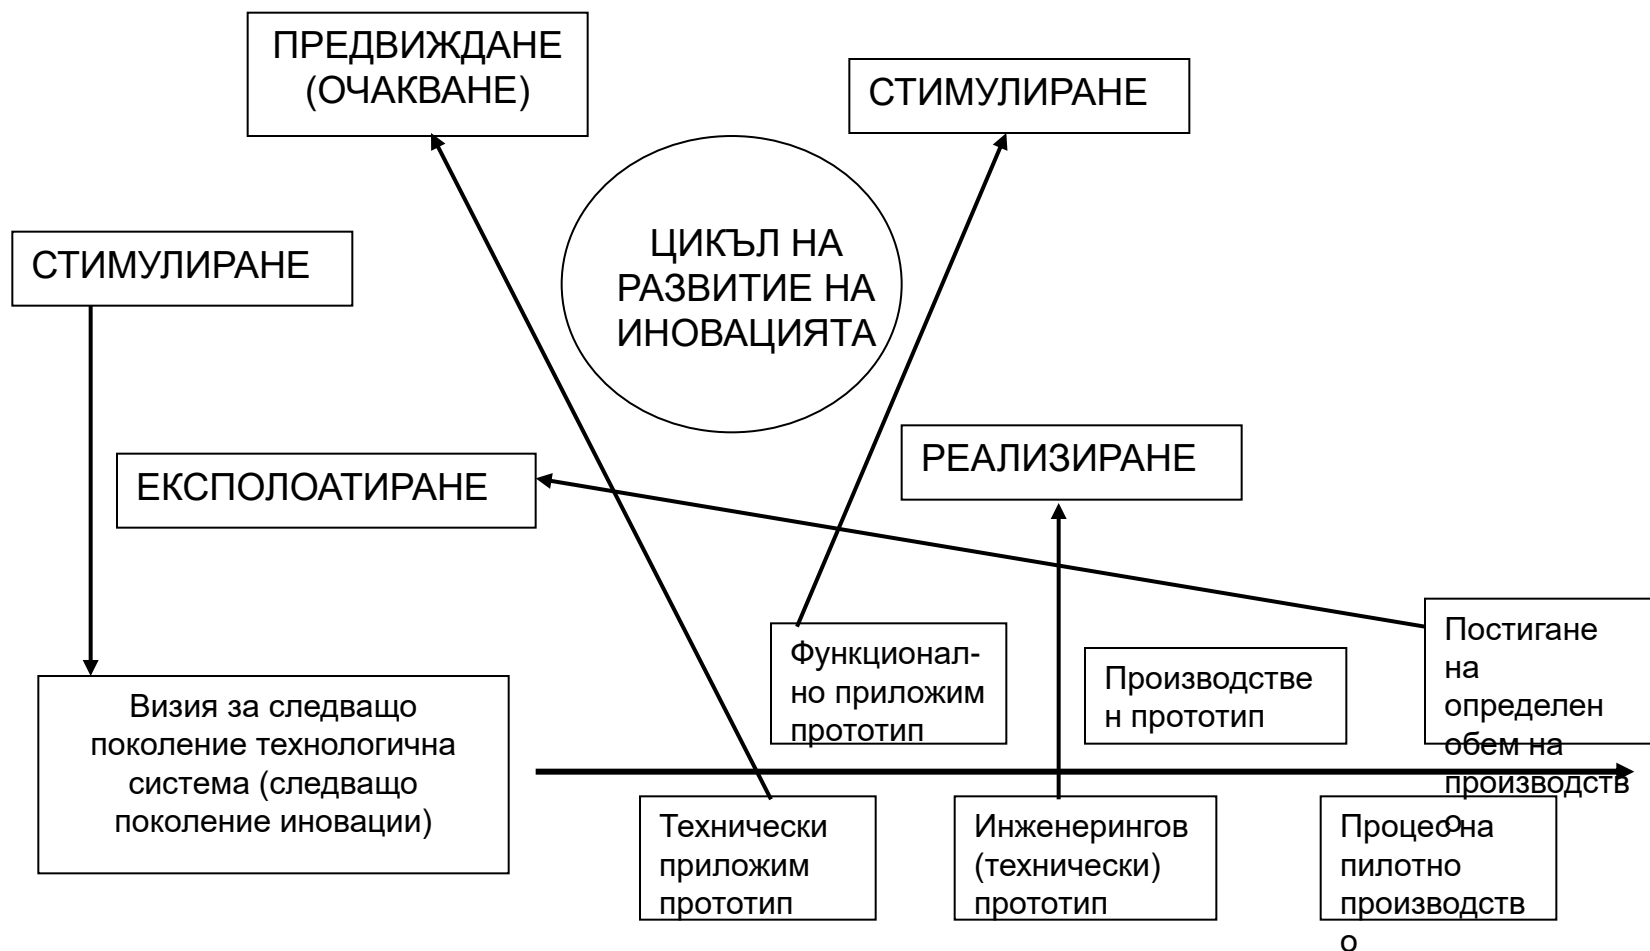 ПРЕДВИЖДАНЕ
(ОЧАКВАНЕ)
СТИМУЛИРАНЕ
ЦИКЪЛ НА
РАЗВИТИЕ НА
ИНОВАЦИЯТА
СТИМУЛИРАНЕ
РЕАЛИЗИРАНЕ
ЕКСПОЛОАТИРАНЕ
Функционал-
но приложим
прототип
Производстве
н прототип
Постигане
на
определен
обем на
производств
о
Визия за следващо
поколение технологична
система (следващо
поколение иновации)
Технически
приложим
прототип
Инженерингов
(технически)
прототип
Процес на
пилотно
производств
о